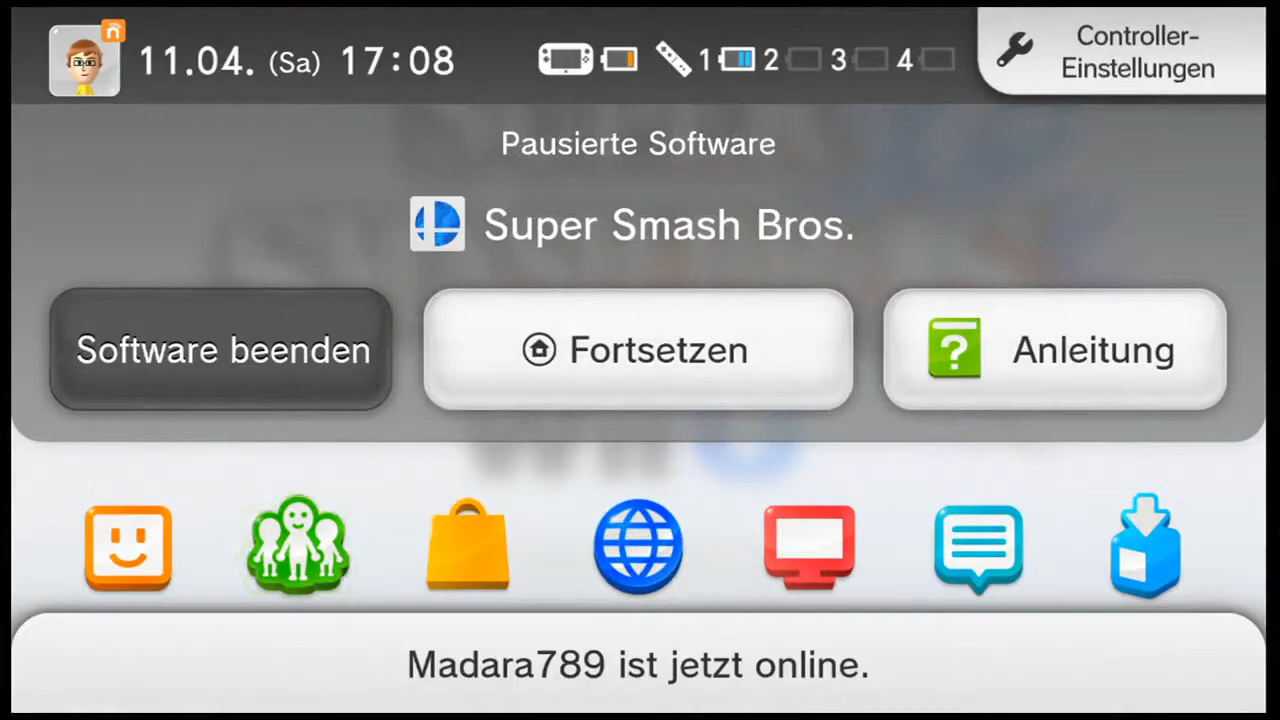 11.04. (Sa) 17:08
1 2 3 4
Controller-
Einstellungen
Pausierte Software
Super Smash Bros.
Software beenden
Fortsetzen
? Anleitung
Madara789 ist jetzt online.